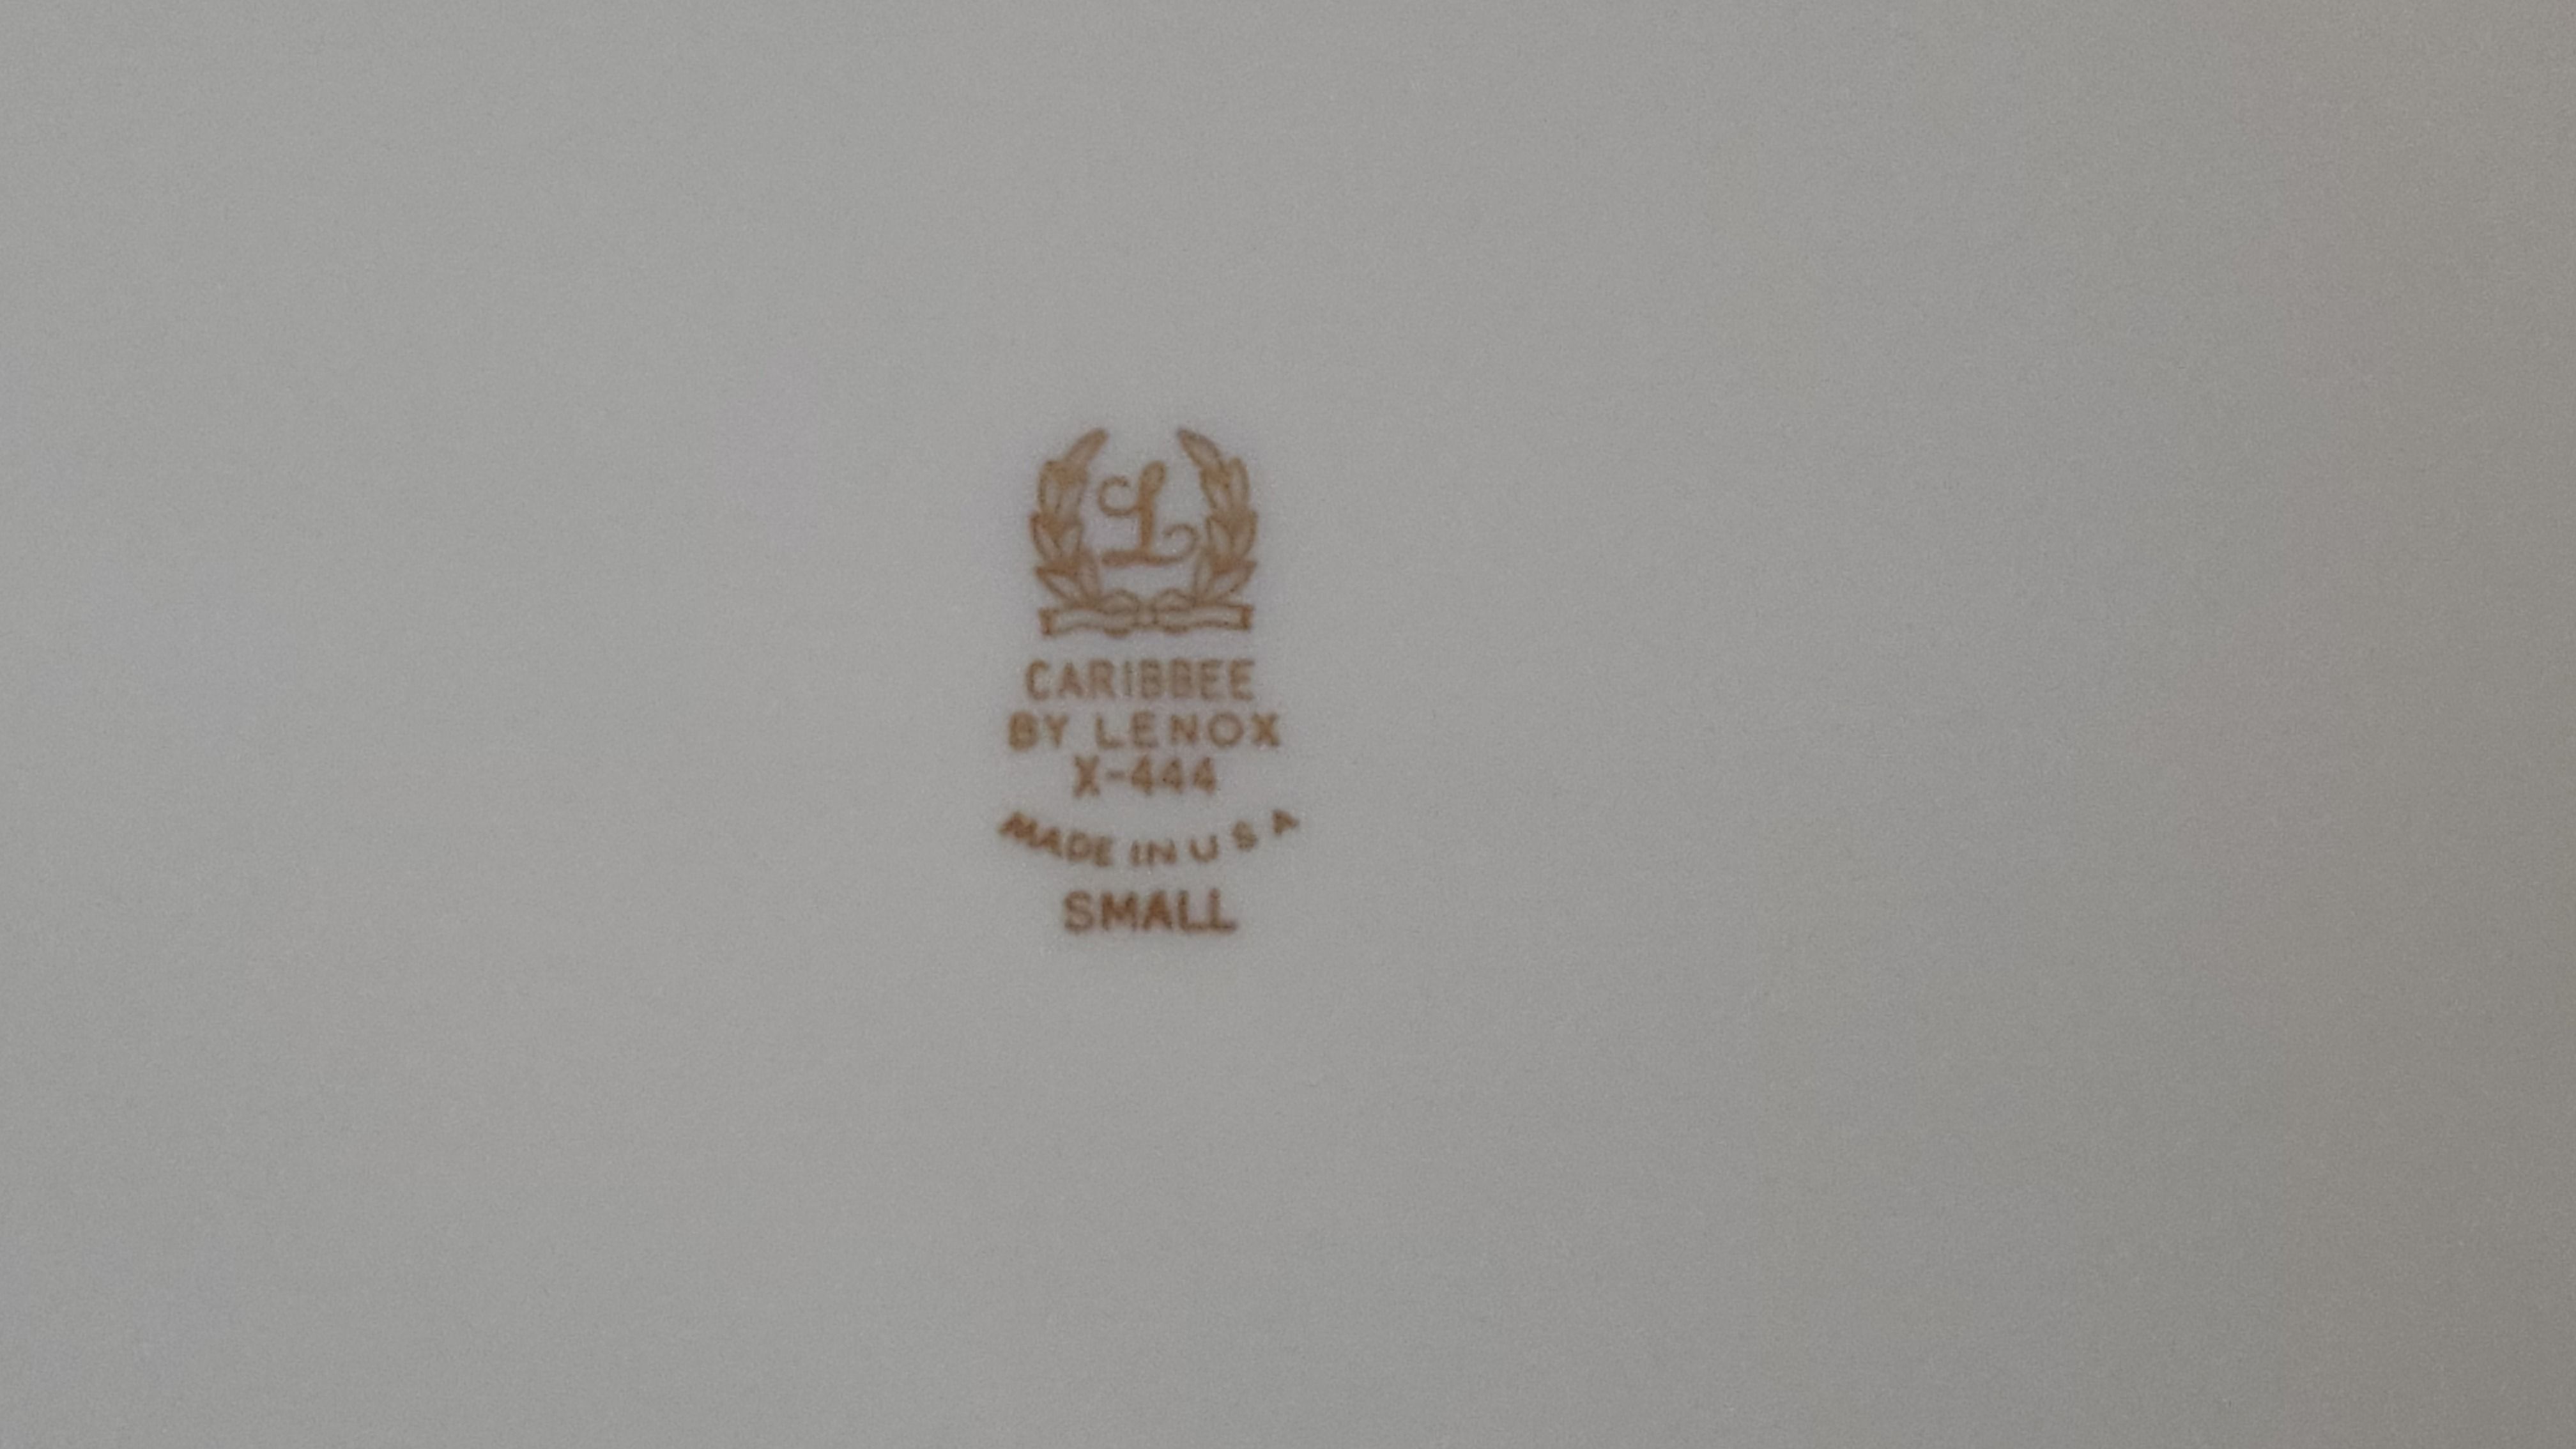 L
CARIBBEE
BY LENOX
X-444
MADE IN U S A
SMALL